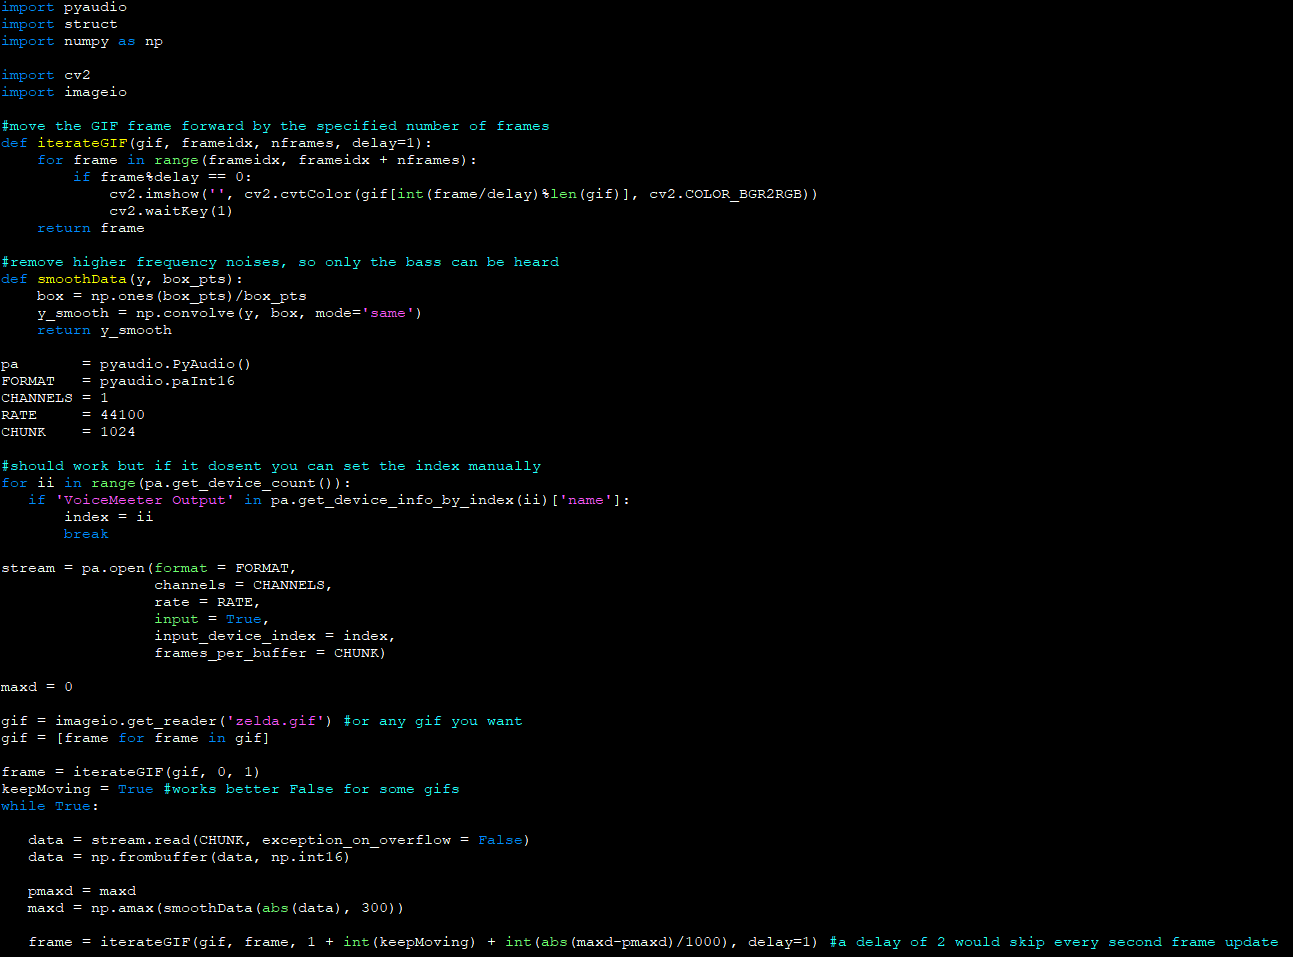 import pyaudio
import struct
import numpy as np

import cv2
import imageio

#move the GIF frame forward by the specified number of frames
def iterateGIF(gif, frameidx, nframes, delay=1):
    for frame in range(frameidx, frameidx + nframes):
        if frame%delay == 0:
            cv2.imshow('', cv2.cvtColor(gif[int(frame/delay)%len(gif)], cv2.COLOR_BGR2RGB))
            cv2.waitKey(1)
    return frame

#remove higher frequency noises, so only the bass can be heard
def smoothData(y, box_pts):
    box = np.ones(box_pts)/box_pts
    y_smooth = np.convolve(y, box, mode='same')
    return y_smooth

pa       = pyaudio.PyAudio()
FORMAT   = pyaudio.paInt16
CHANNELS = 1
RATE     = 44100
CHUNK    = 1024

#should work but if it dosent you can set the index manually
for ii in range(pa.get_device_count()):
   if 'VoiceMeeter Output' in pa.get_device_info_by_index(ii)['name']:
       index = ii
       break

stream = pa.open(format = FORMAT,
                 channels = CHANNELS,
                 rate = RATE,
                 input = True,
                 input_device_index = index,
                 frames_per_buffer = CHUNK)

maxd = 0

gif = imageio.get_reader('zelda.gif') #or any gif you want
gif = [frame for frame in gif]

frame = iterateGIF(gif, 0, 1)
keepMoving = True #works better False for some gifs
while True:

   data = stream.read(CHUNK, exception_on_overflow = False)
   data = np.frombuffer(data, np.int16)

   pmaxd = maxd
   maxd = np.amax(smoothData(abs(data), 300))

   frame = iterateGIF(gif, frame, 1 + int(keepMoving) + int(abs(maxd-pmaxd)/1000), delay=1) #a delay of 2 would skip every second frame update